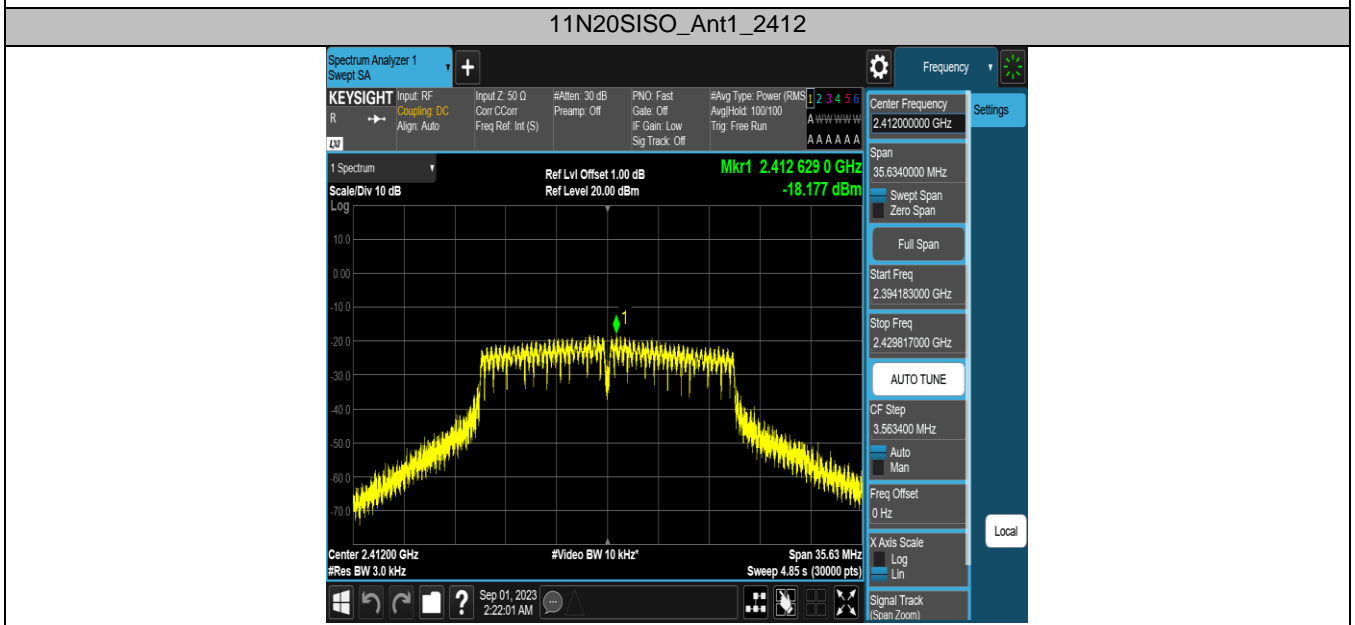 11N20SISO_Ant1_2412
Spectrum Analyzer 1
Swept SA
Frequency
KEYSIGHT
R
LXI
Input: RF
Coupling: DC
Align: Auto
Input Z: 50 Ω
Corr CCorr
Freq Ref: Int (S)
#Atten: 30 dB
Preamp: Off
PNO: Fast
Gate: Off
IF Gain: Low
Sig Track: Off
#Avg Type: Power (RMS
Avg|Hold: 100/100
Trig: Free Run
1 2 3 4 5 6
A W W W W W
A A A A A A
1 Spectrum
Scale/Div 10 dB
Log
Ref Lvl Offset 1.00 dB
Ref Level 20.00 dBm
Mkr1 2.412 629 0 GHz
-18.177 dBm
10.0
0.00
-10.0
-20.0
-30.0
-40.0
-50.0
-60.0
-70.0
1
Center 2.41200 GHz
#Res BW 3.0 kHz
#Video BW 10 kHz*
Span 35.63 MHz
Sweep 4.85 s (30000 pts)
Center Frequency
2.412000000 GHz
Settings
Span
35.6340000 MHz
Swept Span
Zero Span
Full Span
Start Freq
2.394183000 GHz
Stop Freq
2.429817000 GHz
AUTO TUNE
CF Step
3.563400 MHz
Auto
Man
Freq Offset
0 Hz
X Axis Scale
Log
Lin
Local
Signal Track
(Span Zoom)
?
Sep 01, 2023
2:22:01 AM